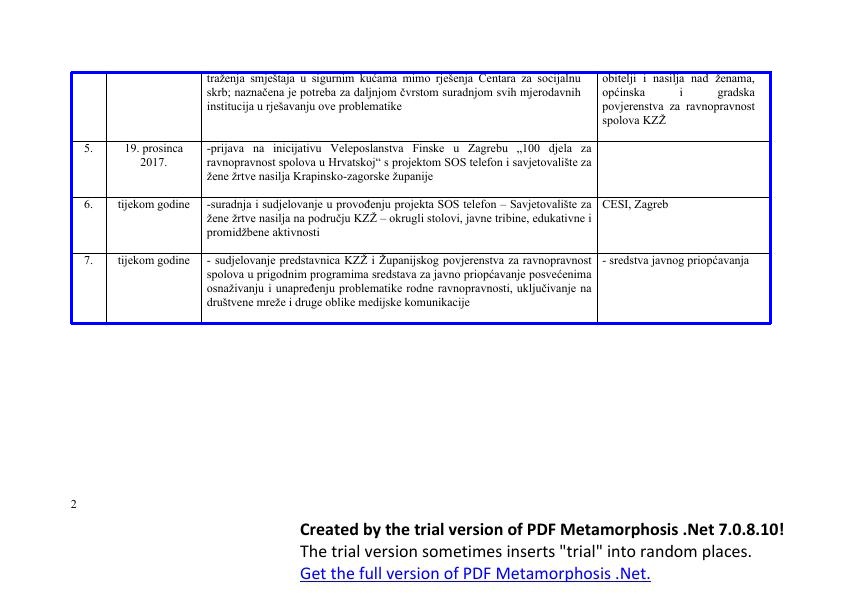 traženja smještaja u sigurnim kućama mimo rješenja Centara za socijalnu
skrb; naznačena je potreba za daljnjom čvrstom suradnjom svih mjerodavnih
institucija u rješavanju ove problematike
obitelji i nasilja nad ženama,
općinska i gradska
povjerenstva za ravnopravnost
spolova KZŽ
5.
19. prosinca
2017.
-prijava na inicijativu Veleposlanstva Finske u Zagrebu „100 djela za
ravnopravnost spolova u Hrvatskoj“ s projektom SOS telefon i savjetovalište za
žene žrtve nasilja Krapinsko-zagorske županije
6.
tijekom godine
-suradnja i sudjelovanje u provođenju projekta SOS telefon – Savjetovalište za
žene žrtve nasilja na području KZŽ – okrugli stolovi, javne tribine, edukativne i
promidžbene aktivnosti
CESI, Zagreb
7.
tijekom godine
- sudjelovanje predstavnica KZŽ i Županijskog povjerenstva za ravnopravnost
spolova u prigodnim programima sredstava za javno priopćavanje posvećenima
osnaživanju i unapređenju problematike rodne ravnopravnosti, uključivanje na
društvene mreže i druge oblike medijske komunikacije
- sredstva javnog priopćavanja
2
Created by the trial version of PDF Metamorphosis .Net 7.0.8.10!
The trial version sometimes inserts "trial" into random places.
Get the full version of PDF Metamorphosis .Net.